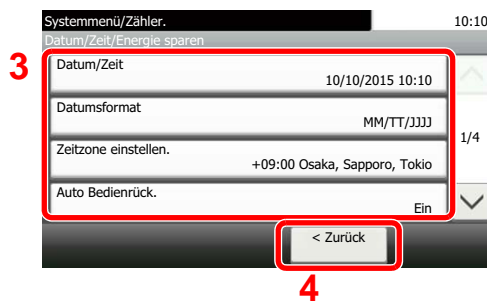 Systemmenü/Zähler. 10:10
Datum/Zeit/Energie sparen
3
Datum/Zeit
10/10/2015 10:10
Datumsformat
MM/TT/JJJJ
1/4
Zeitzone einstellen.
+09:00 Osaka, Sapporo, Tokio
Auto Bedienrück.
Ein
< Zurück
4